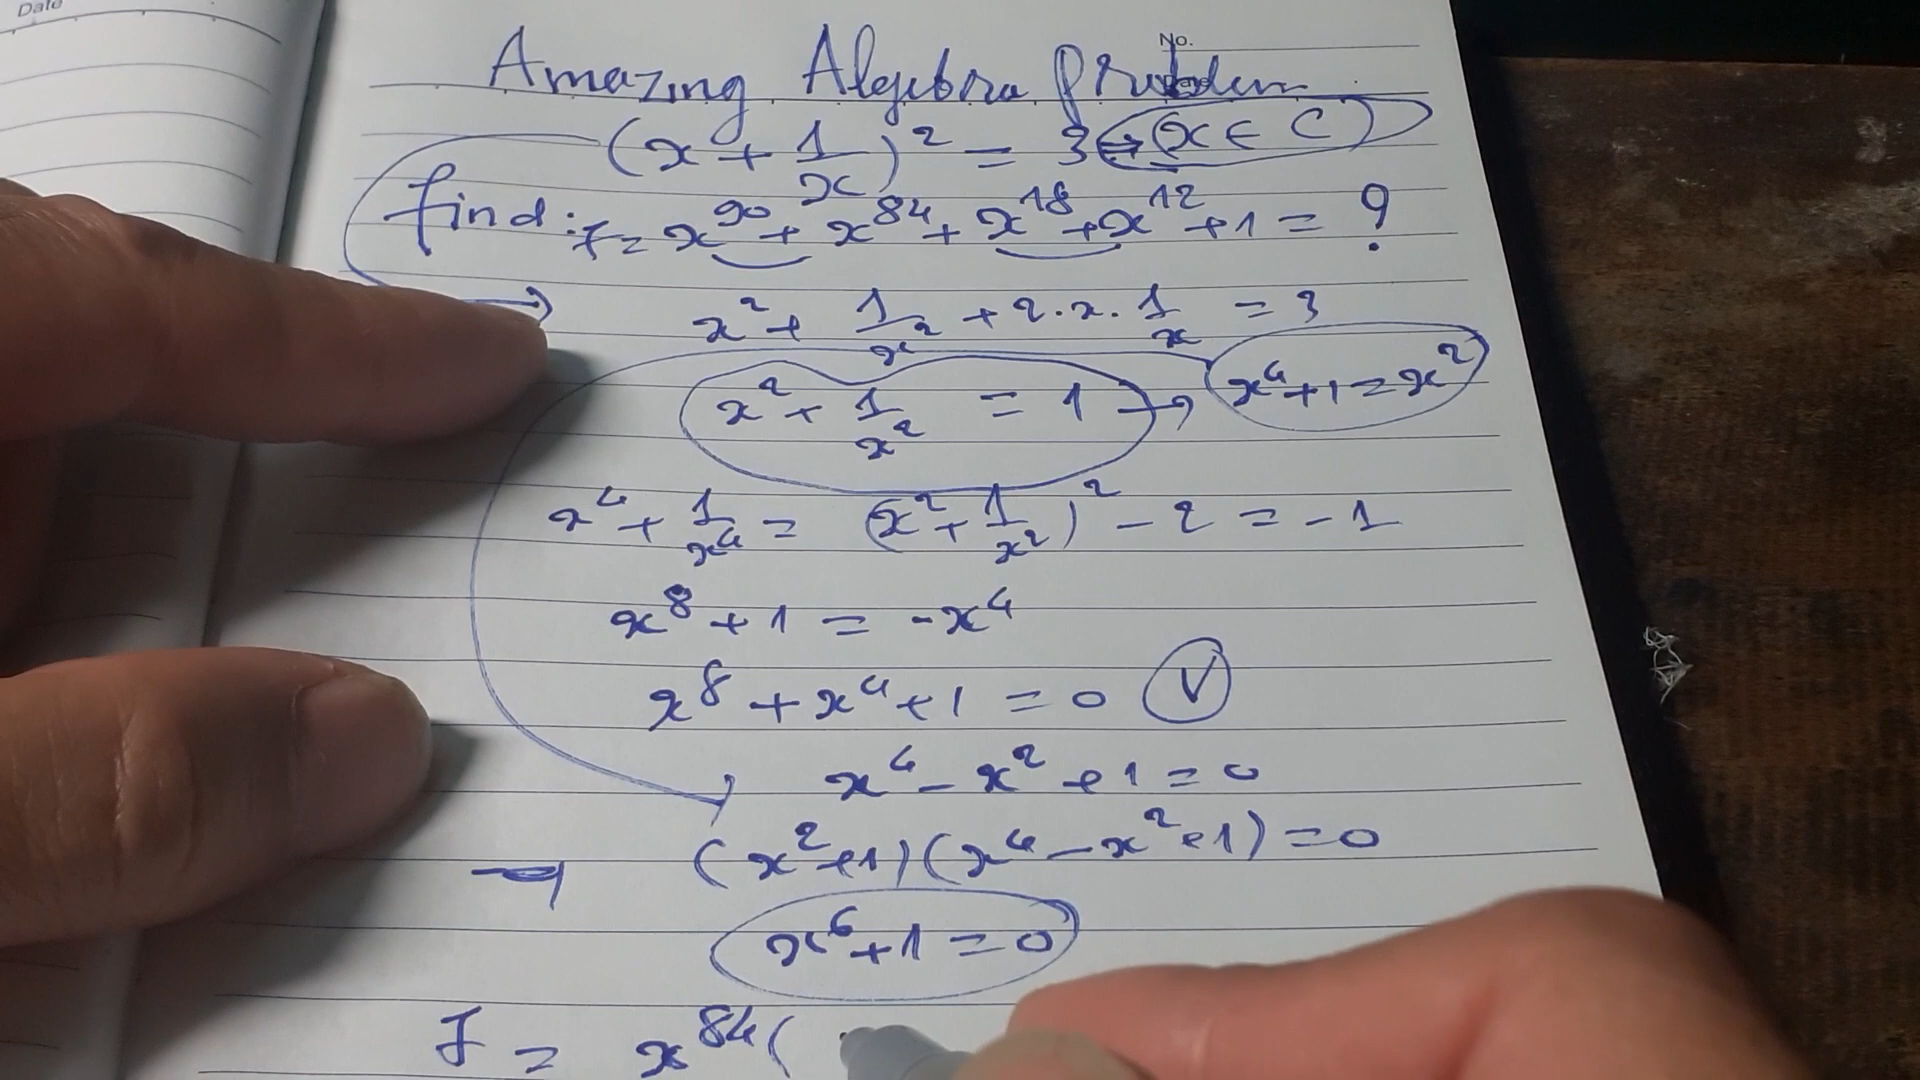 Date
No.
Amazing Algebra Problem
(x + 1/x)² = 3 → (x ∈ C)
find: F = x⁹⁰ + x⁸⁴ + x¹⁸ + x¹² + 1 = ?
→ x² + 1/x² + 2 · x · 1/x = 3
x² + 1/x² = 1 → x⁴ + 1 = x²
x⁴ + 1/x⁴ = (x² + 1/x²)² - 2 = -1
x⁸ + 1 = -x⁴
x⁸ + x⁴ + 1 = 0 V
x⁴ - x² + 1 = 0
→ (x² + 1)(x⁴ - x² + 1) = 0
x⁶ + 1 = 0
F = x⁸⁴(